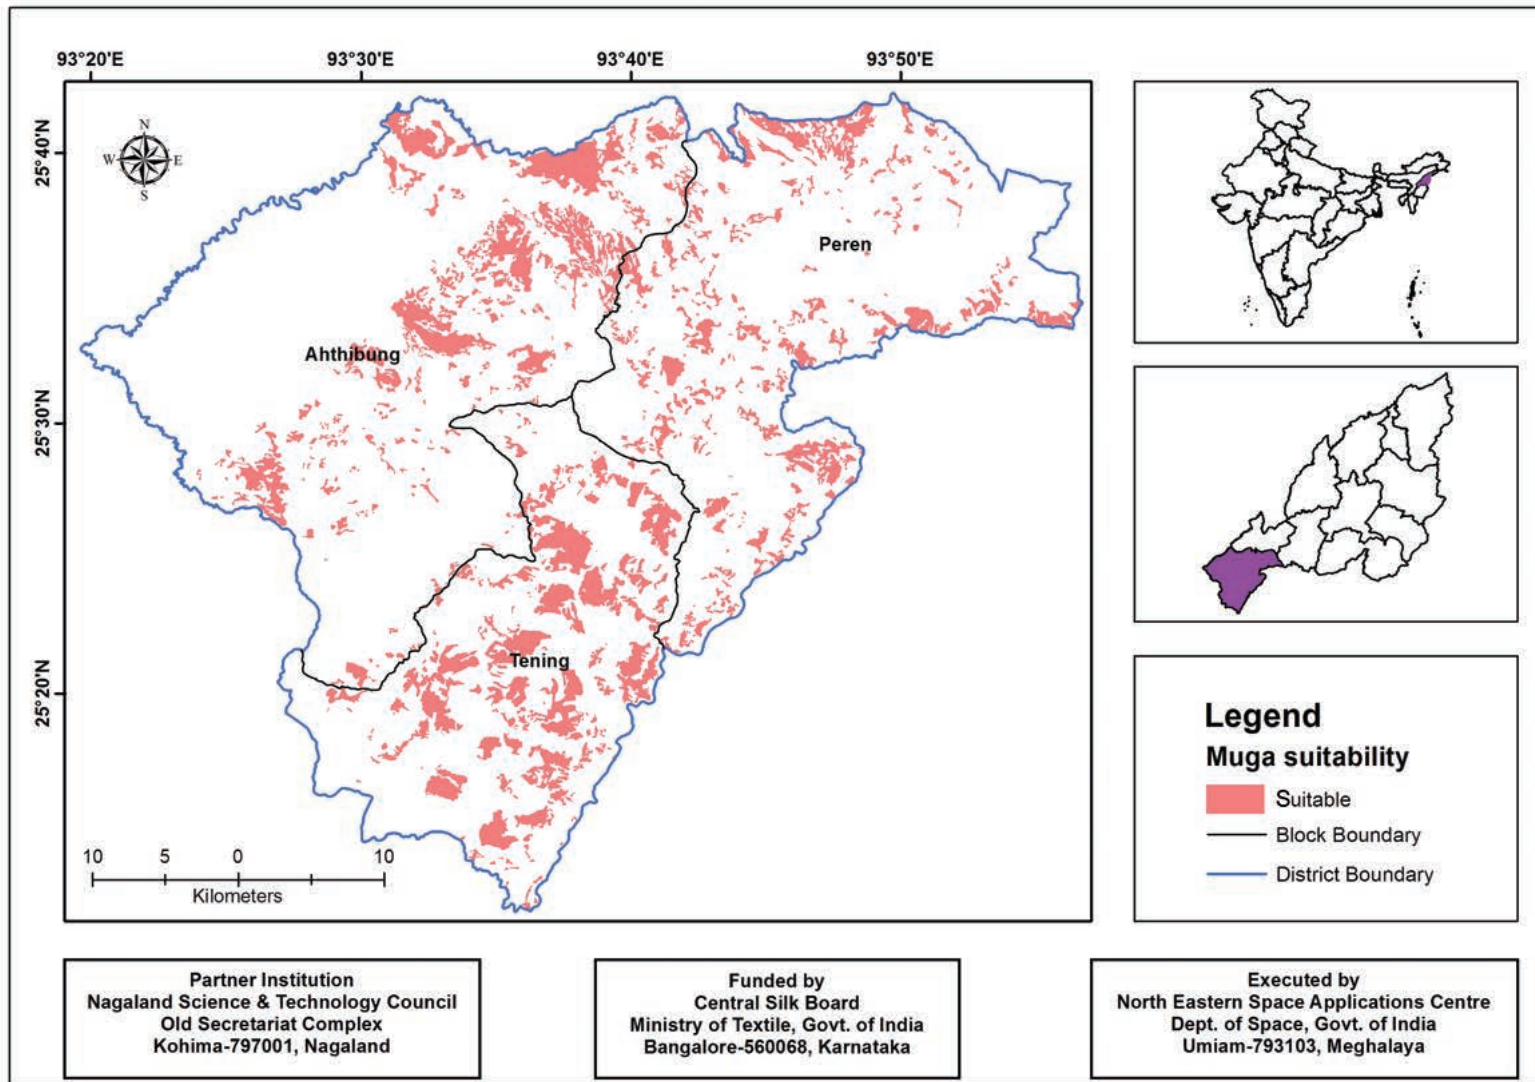 93°20'E
93°30'E
93°40'E
93°50'E
25°40'N
25°30'N
25°20'N
N
W
E
S
Peren
Ahthibung
Tening
10 5 0 10
Kilometers
Legend
Muga suitability
Suitable
Block Boundary
District Boundary
Partner Institution
Nagaland Science & Technology Council
Old Secretariat Complex
Kohima-797001, Nagaland
Funded by
Central Silk Board
Ministry of Textile, Govt. of India
Bangalore-560068, Karnataka
Executed by
North Eastern Space Applications Centre
Dept. of Space, Govt. of India
Umiam-793103, Meghalaya